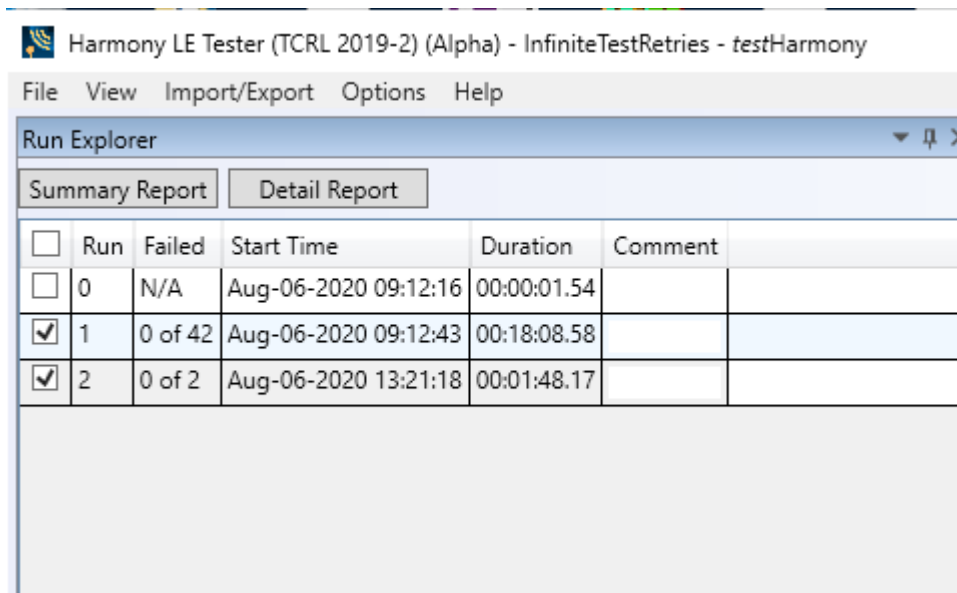 Harmony LE Tester (TCRL 2019-2) (Alpha) - InfiniteTestRetries - testHarmony
File View Import/Export Options Help
Run Explorer
Summary Report Detail Report
Run Failed Start Time Duration Comment
0 N/A Aug-06-2020 09:12:16 00:00:01.54
1 0 of 42 Aug-06-2020 09:12:43 00:18:08.58
2 0 of 2 Aug-06-2020 13:21:18 00:01:48.17